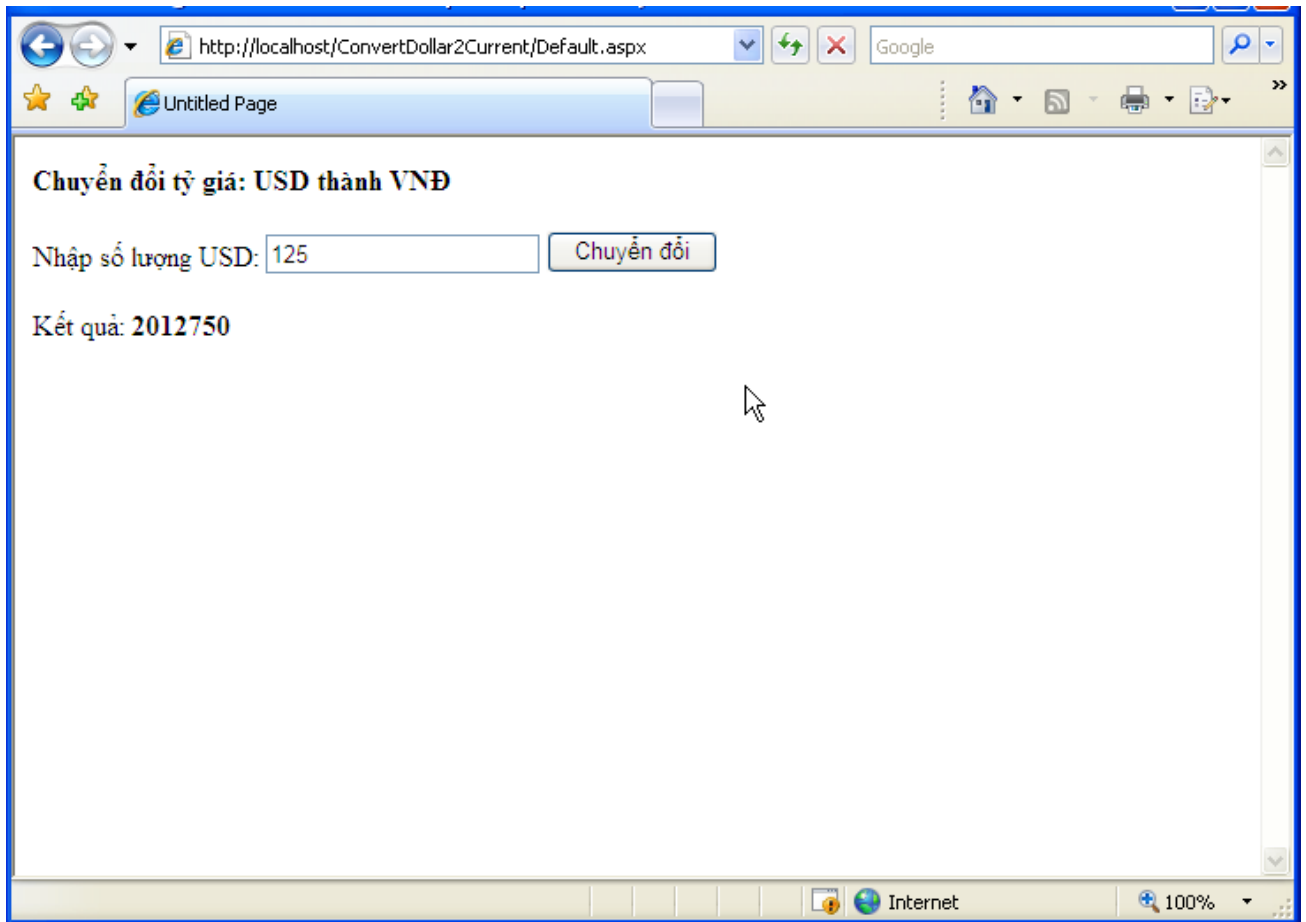 http://localhost/ConvertDollar2Current/Default.aspx Google
Untitled Page
Chuyển đổi tỷ giá: USD thành VNĐ
Nhập số lượng USD: 125 Chuyển đổi
Kết quả: 2012750
Internet 100%